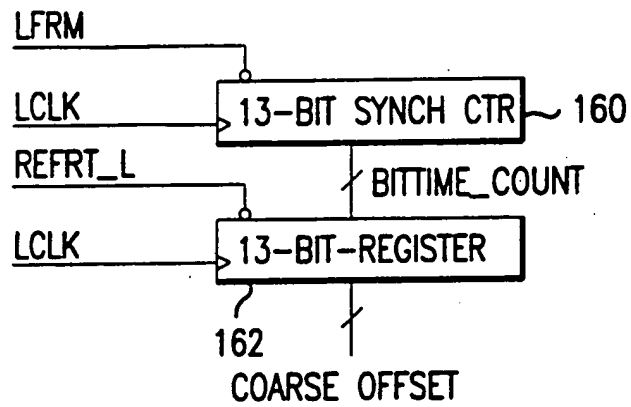 LFRM
LCLK
13-BIT SYNCH CTR
160
REFRT_L
BITTIME_COUNT
LCLK
13-BIT-REGISTER
162
COARSE OFFSET